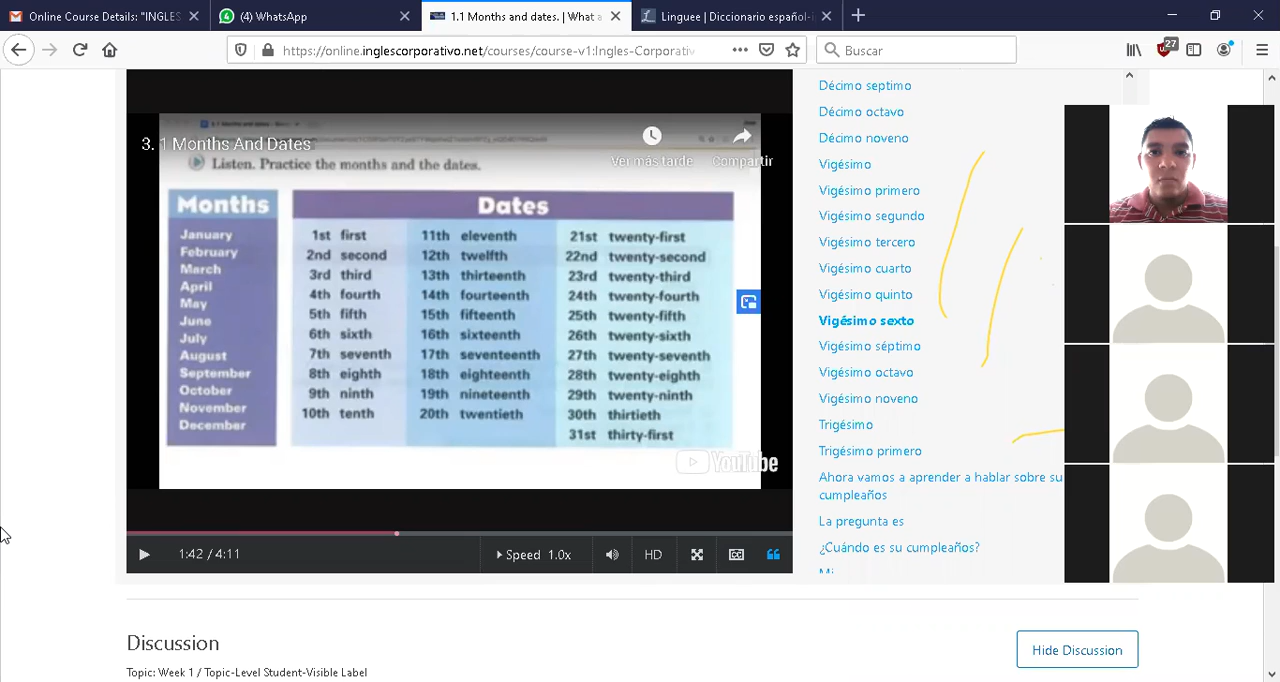 Online Course Details: "INGLES
(4) WhatsApp
1.1 Months and dates. | What a
Linguee | Diccionario español-i
https://online.inglescorporativo.net/courses/course-v1:Ingles-Corporativ
Buscar
27
3. 1 Months And Dates
Ver más tarde
Compartir
Listen. Practice the months and the dates.
Months
January
February
March
April
May
June
July
August
September
October
November
December
Dates
1st first
2nd second
3rd third
4th fourth
5th fifth
6th sixth
7th seventh
8th eighth
9th ninth
10th tenth
11th eleventh
12th twelfth
13th thirteenth
14th fourteenth
15th fifteenth
16th sixteenth
17th seventeenth
18th eighteenth
19th nineteenth
20th twentieth
21st twenty-first
22nd twenty-second
23rd twenty-third
24th twenty-fourth
25th twenty-fifth
26th twenty-sixth
27th twenty-seventh
28th twenty-eighth
29th twenty-ninth
30th thirtieth
31st thirty-first
YouTube
1:42 / 4:11
Speed 1.0x
HD
Décimo septimo
Décimo octavo
Décimo noveno
Vigésimo
Vigésimo primero
Vigésimo segundo
Vigésimo tercero
Vigésimo cuarto
Vigésimo quinto
Vigésimo sexto
Vigésimo séptimo
Vigésimo octavo
Vigésimo noveno
Trigésimo
Trigésimo primero
Ahora vamos a aprender a hablar sobre su
cumpleaños
La pregunta es
¿Cuándo es su cumpleaños?
Mi
Discussion
Hide Discussion
Topic: Week 1 / Topic-Level Student-Visible Label